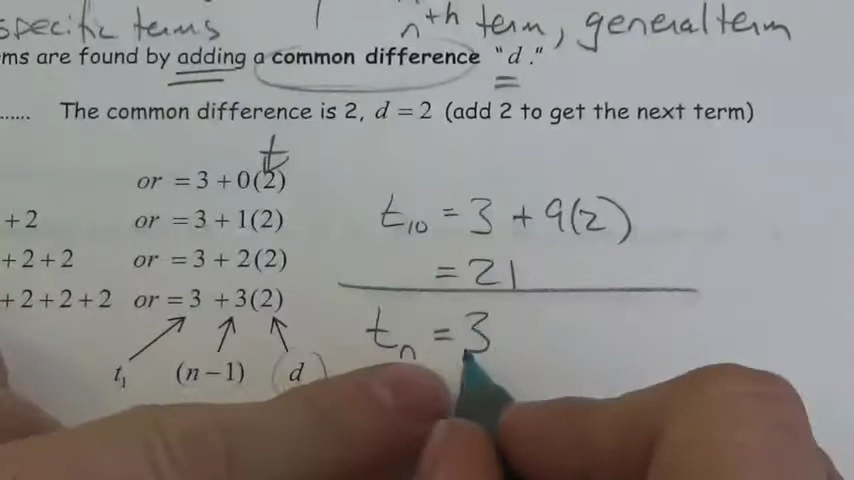 specific terms nth term, general term
ms are found by adding a common difference "d."
...... The common difference is 2, d = 2 (add 2 to get the next term)
t
or = 3 + 0(2)
+2 or = 3 + 1(2) t10 = 3 + 9(2)
+2+2 or = 3 + 2(2) = 21
+2+2+2 or = 3 + 3(2)
tn = 3
t1 (n−1) d